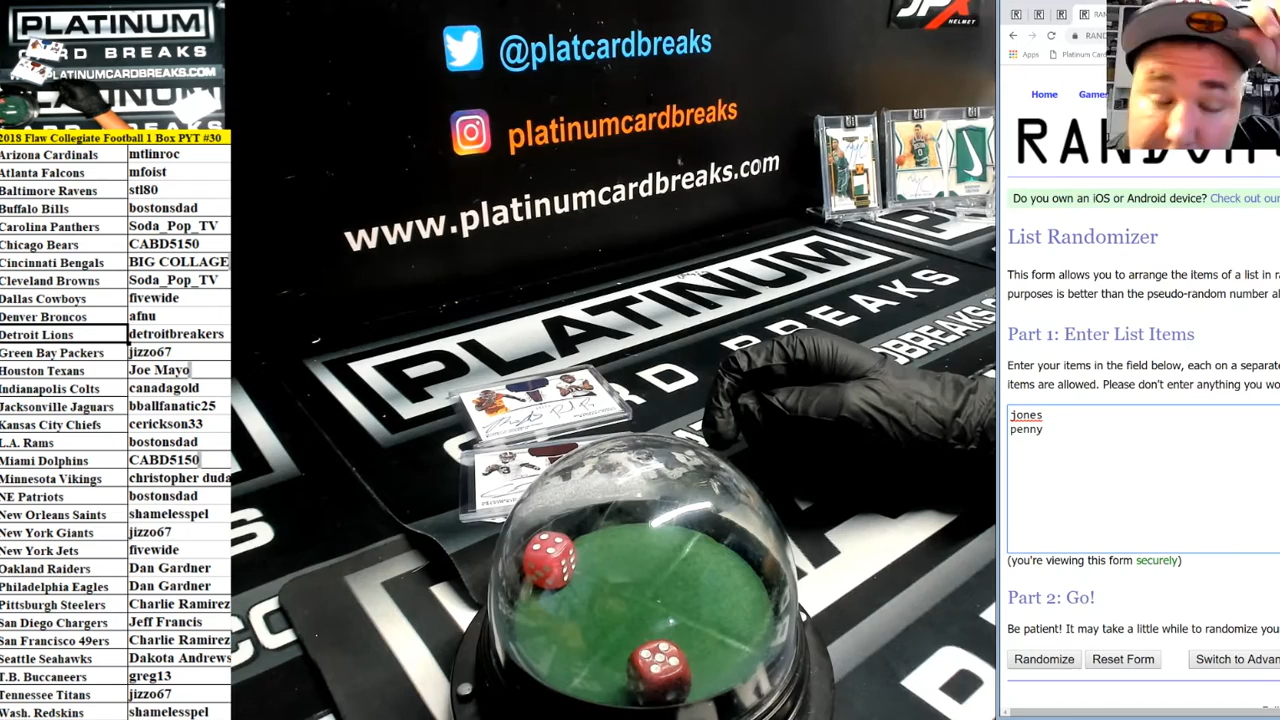 PLATINUM
CARD BREAKS
WWW.PLATINUMCARDBREAKS.COM
2018 Flaw Collegiate Football 1 Box PYT #30
Arizona Cardinals mtlinroc
Atlanta Falcons mfoist
Baltimore Ravens stl80
Buffalo Bills bostonsdad
Carolina Panthers Soda_Pop_TV
Chicago Bears CABD5150
Cincinnati Bengals BIG COLLAGE
Cleveland Browns Soda_Pop_TV
Dallas Cowboys fivewide
Denver Broncos afnu
Detroit Lions detroitbreakers
Green Bay Packers jizzo67
Houston Texans Joe Mayo
Indianapolis Colts canadagold
Jacksonville Jaguars bballfanatic25
Kansas City Chiefs cerickson33
L.A. Rams bostonsdad
Miami Dolphins CABD5150
Minnesota Vikings christopher duda
NE Patriots bostonsdad
New Orleans Saints shamelesspel
New York Giants jizzo67
New York Jets fivewide
Oakland Raiders Dan Gardner
Philadelphia Eagles Dan Gardner
Pittsburgh Steelers Charlie Ramirez
San Diego Chargers Jeff Francis
San Francisco 49ers Charlie Ramirez
Seattle Seahawks Dakota Andrews
T.B. Buccaneers greg13
Tennessee Titans jizzo67
Wash. Redskins shamelesspel
@platcardbreaks
platinumcardbreaks
www.platinumcardbreaks.com
JPX
HELMET
PLATINUM
CARD BREAKS
Apps Platinum Card
Home Games
RANDOM
Do you own an iOS or Android device? Check out our
List Randomizer
This form allows you to arrange the items of a list in ra
purposes is better than the pseudo-random number al
Part 1: Enter List Items
Enter your items in the field below, each on a separate
items are allowed. Please don't enter anything you wo
jones
penny
(you're viewing this form securely)
Part 2: Go!
Be patient! It may take a little while to randomize you
Randomize Reset Form Switch to Advan